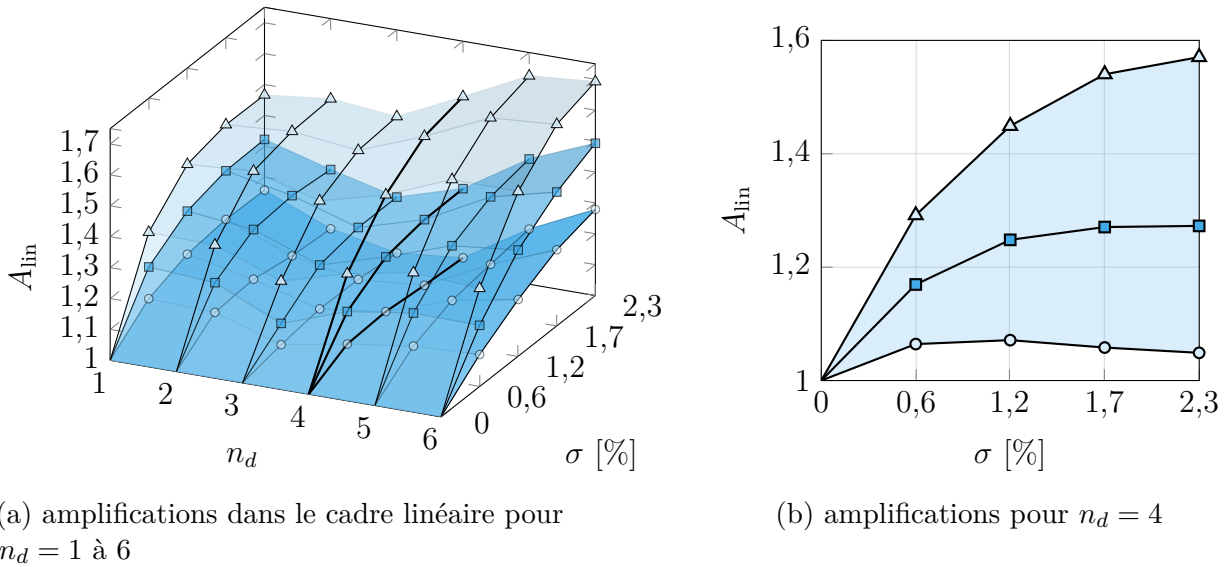 1,7
1,6
1,5
1,4
1,3
1,2
1,1
1
A_lin
1 2 3 4 5 6
n_d
0 0,6 1,2 1,7 2,3
σ [%]
(a) amplifications dans le cadre linéaire pour
n_d = 1 à 6
1,6
1,4
1,2
1
A_lin
0 0,6 1,2 1,7 2,3
σ [%]
(b) amplifications pour n_d = 4